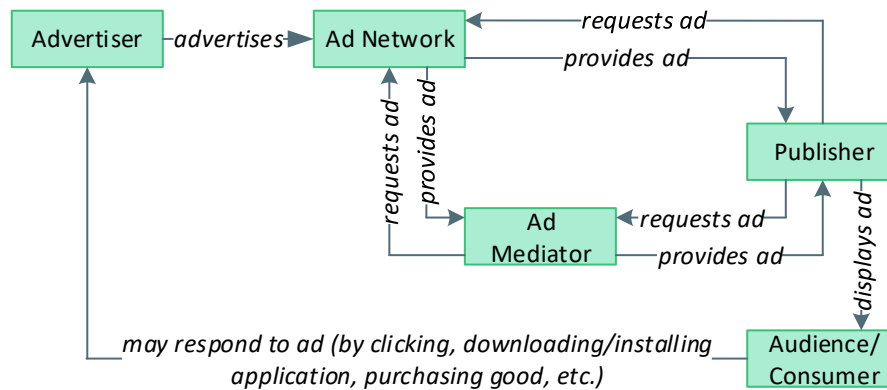 requests ad
Advertiser
advertises
Ad Network
provides ad
requests ad
provides ad
Publisher
Ad
Mediator
requests ad
provides ad
displays ad
may respond to ad (by clicking, downloading/installing
application, purchasing good, etc.)
Audience/
Consumer